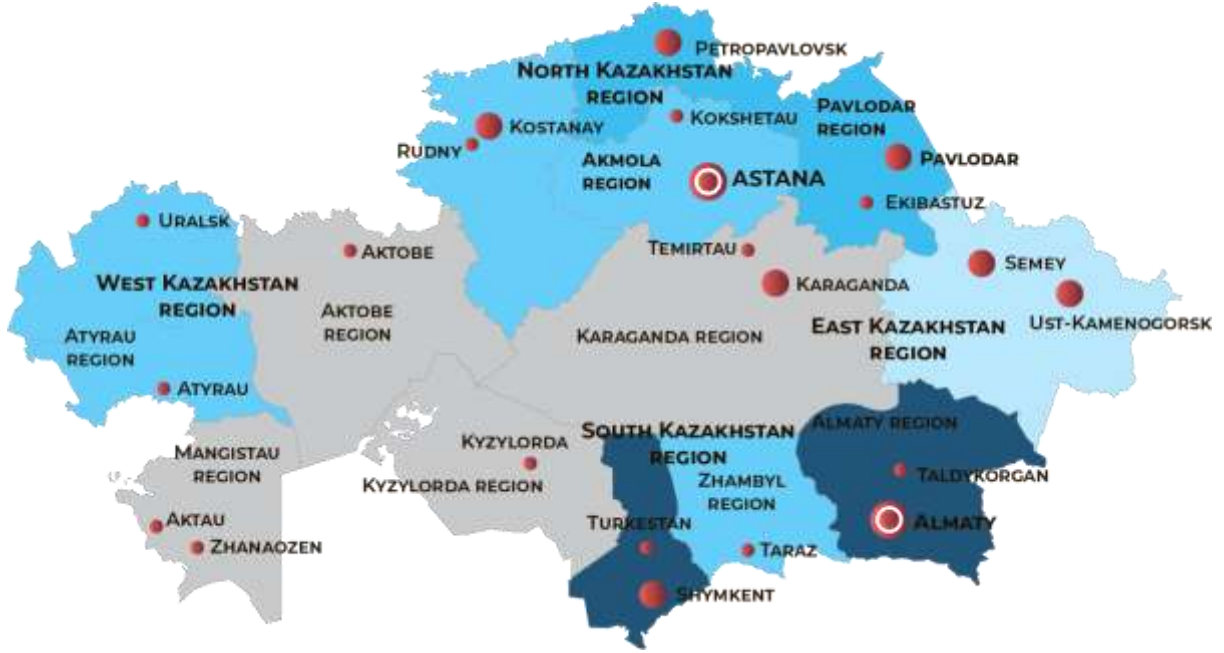 PETROPAVLOVSK
NORTH KAZAKHSTAN
REGION
PAVLODAR
REGION
KOKSHETAU
KOSTANAY
RUDNY
AKMOLA
REGION
PAVLODAR
ASTANA
EKIBASTUZ
URALSK
AKTOBE
TEMIRTAU
SEMEY
WEST KAZAKHSTAN
REGION
KARAGANDA
AKTOBE
REGION
EAST KAZAKHSTAN
REGION
UST-KAMENOGORSK
ATYRAU
REGION
KARAGANDA REGION
ATYRAU
ALMATY REGION
SOUTH KAZAKHSTAN
REGION
KYZYLORDA
MANGISTAU
REGION
TALDYKORGAN
KYZYLORDA REGION
ZHAMBYL
REGION
AKTAU
TURKESTAN
ALMATY
ZHANAOZEN
TARAZ
SHYMKENT